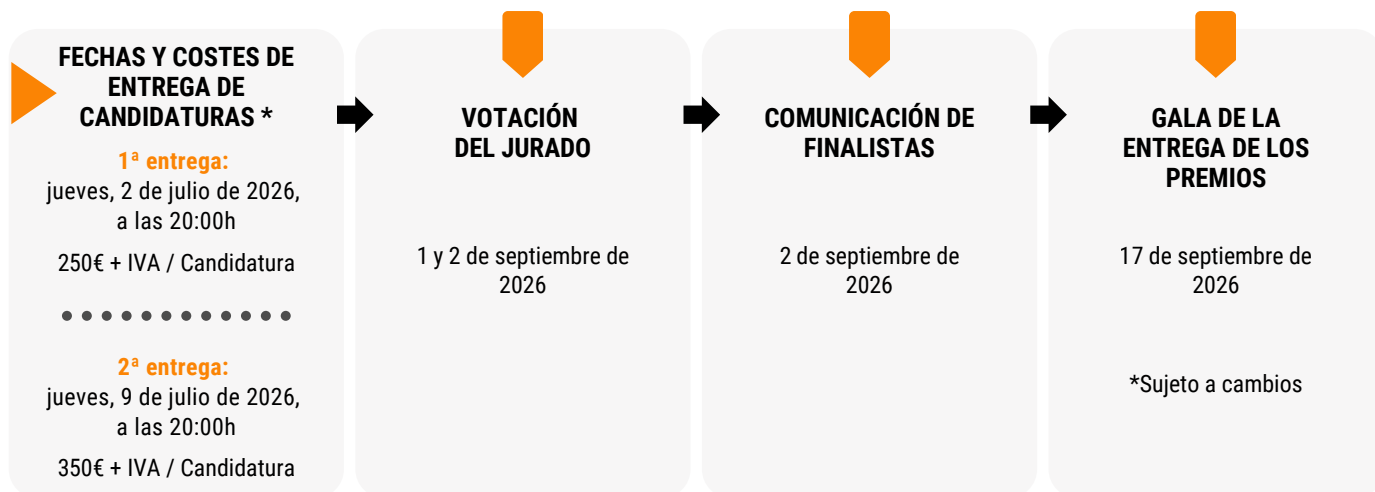 FECHAS Y COSTES DE
ENTREGA DE
CANDIDATURAS *
1ª entrega:
jueves, 2 de julio de 2026,
a las 20:00h
250€ + IVA / Candidatura
2ª entrega:
jueves, 9 de julio de 2026,
a las 20:00h
350€ + IVA / Candidatura
VOTACIÓN
DEL JURADO
1 y 2 de septiembre de
2026
COMUNICACIÓN DE
FINALISTAS
2 de septiembre de
2026
GALA DE LA
ENTREGA DE LOS
PREMIOS
17 de septiembre de
2026
*Sujeto a cambios